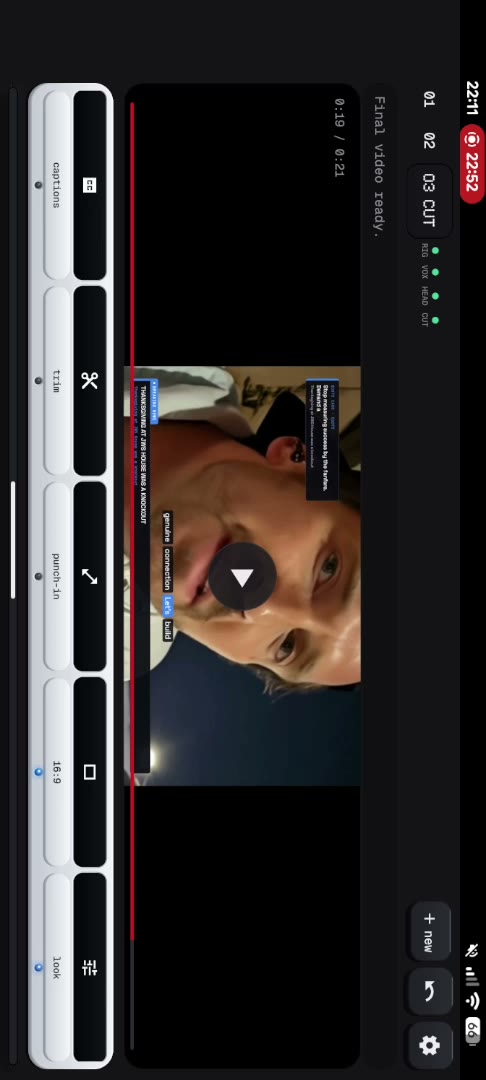 22:11
22:52
66
01
02
03 CUT
RIG VOX HEAD CUT
+ new
Final video ready.
0:19 / 0:21
Stop measuring success by the fanfare.
Demand a
THANKSGIVING AT JWS HOUSE WAS A KNOCKOUT
genuine connection Let's build
captions
trim
punch-in
16:9
look